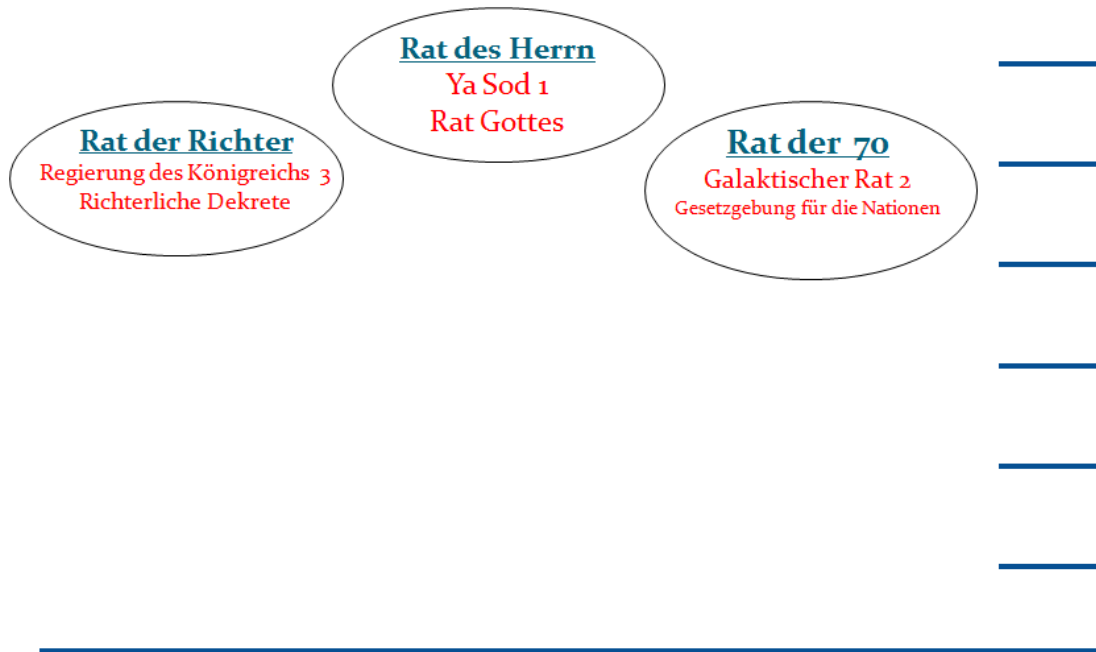 Rat des Herrn
Ya Sod 1
Rat Gottes
Rat der Richter
Regierung des Königreichs 3
Richterliche Dekrete
Rat der 70
Galaktischer Rat 2
Gesetzgebung für die Nationen